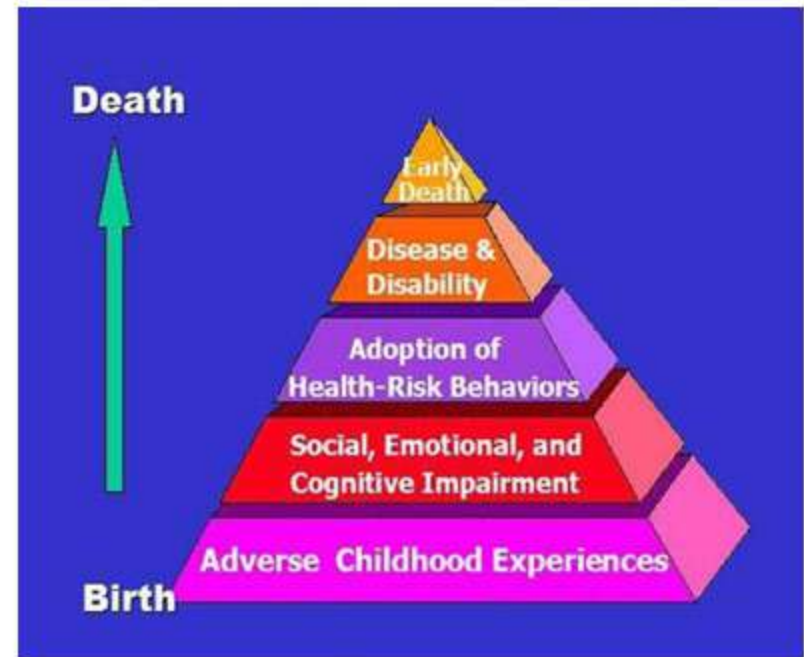 Death
Early
Death
Disease &
Disability
Adoption of
Health-Risk Behaviors
Social, Emotional, and
Cognitive Impairment
Adverse Childhood Experiences
Birth